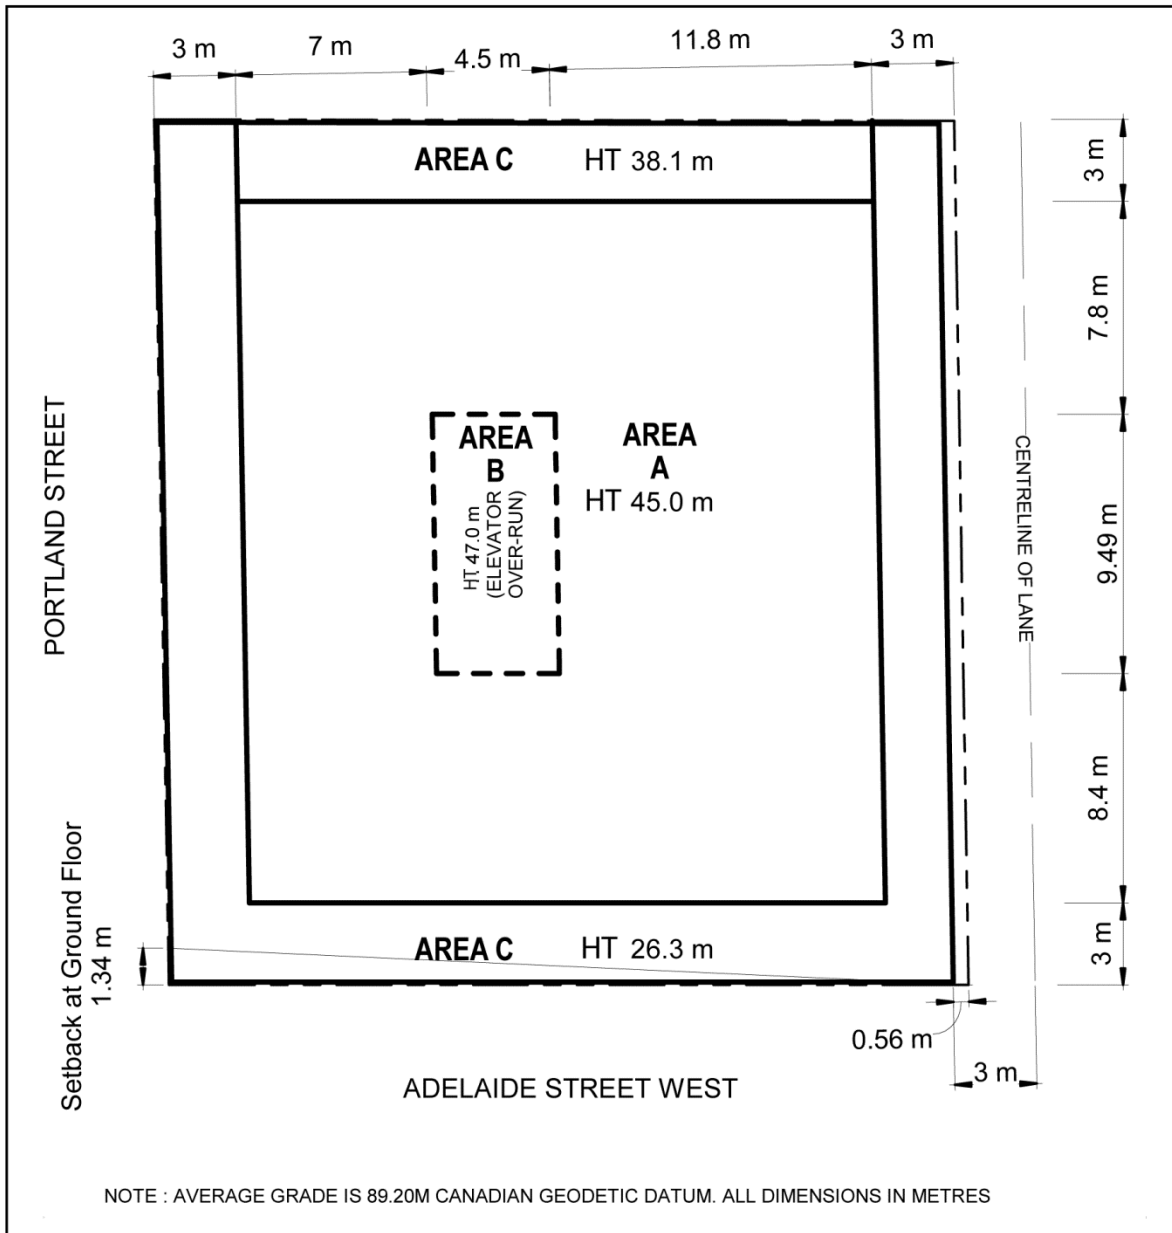 3 m
7 m
4.5 m
11.8 m
3 m
AREA C HT 38.1 m
3 m
7.8 m
PORTLAND STREET
AREA
B
HT 47.0 m
(ELEVATOR
OVER-RUN)
AREA
A
HT 45.0 m
CENTRELINE OF LANE
9.49 m
8.4 m
Setback at Ground Floor
1.34 m
AREA C HT 26.3 m
3 m
0.56 m
3 m
ADELAIDE STREET WEST
NOTE : AVERAGE GRADE IS 89.20M CANADIAN GEODETIC DATUM. ALL DIMENSIONS IN METRES